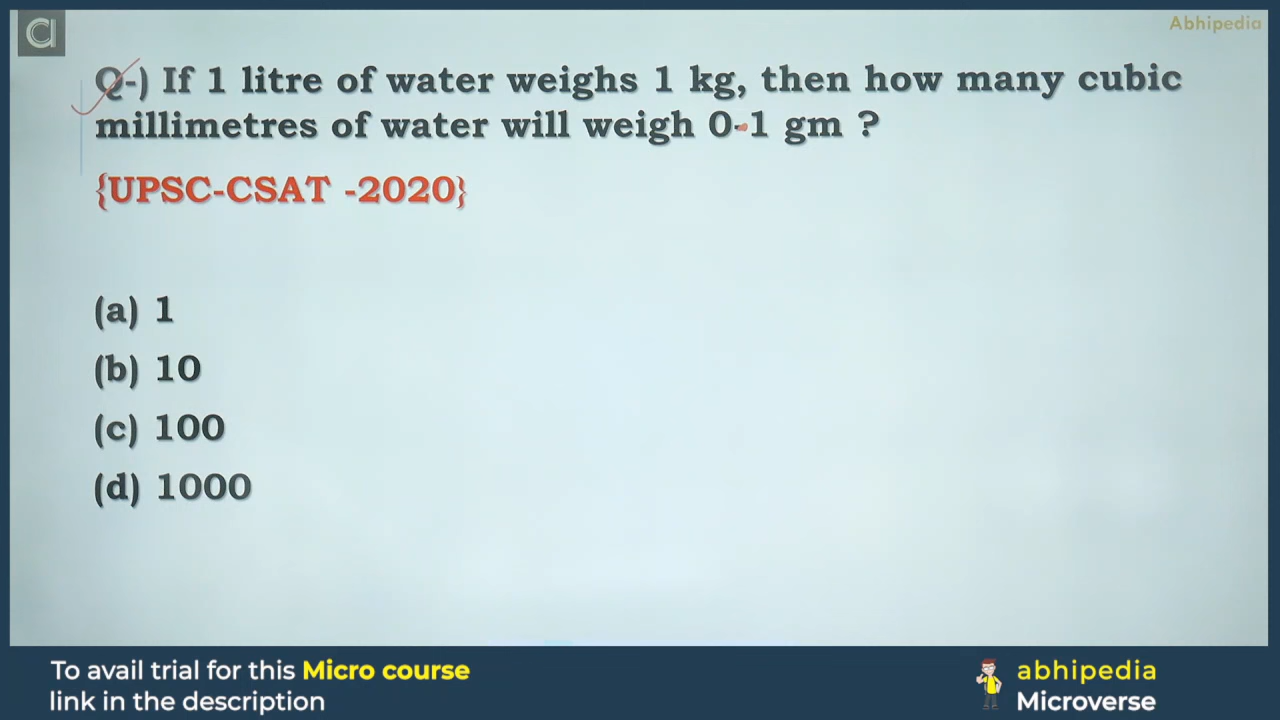 Abhipedia
Q-) If 1 litre of water weighs 1 kg, then how many cubic
millimetres of water will weigh 0·1 gm ?
{UPSC-CSAT -2020}
(a) 1
(b) 10
(c) 100
(d) 1000
To avail trial for this Micro course
link in the description
abhipedia
Microverse